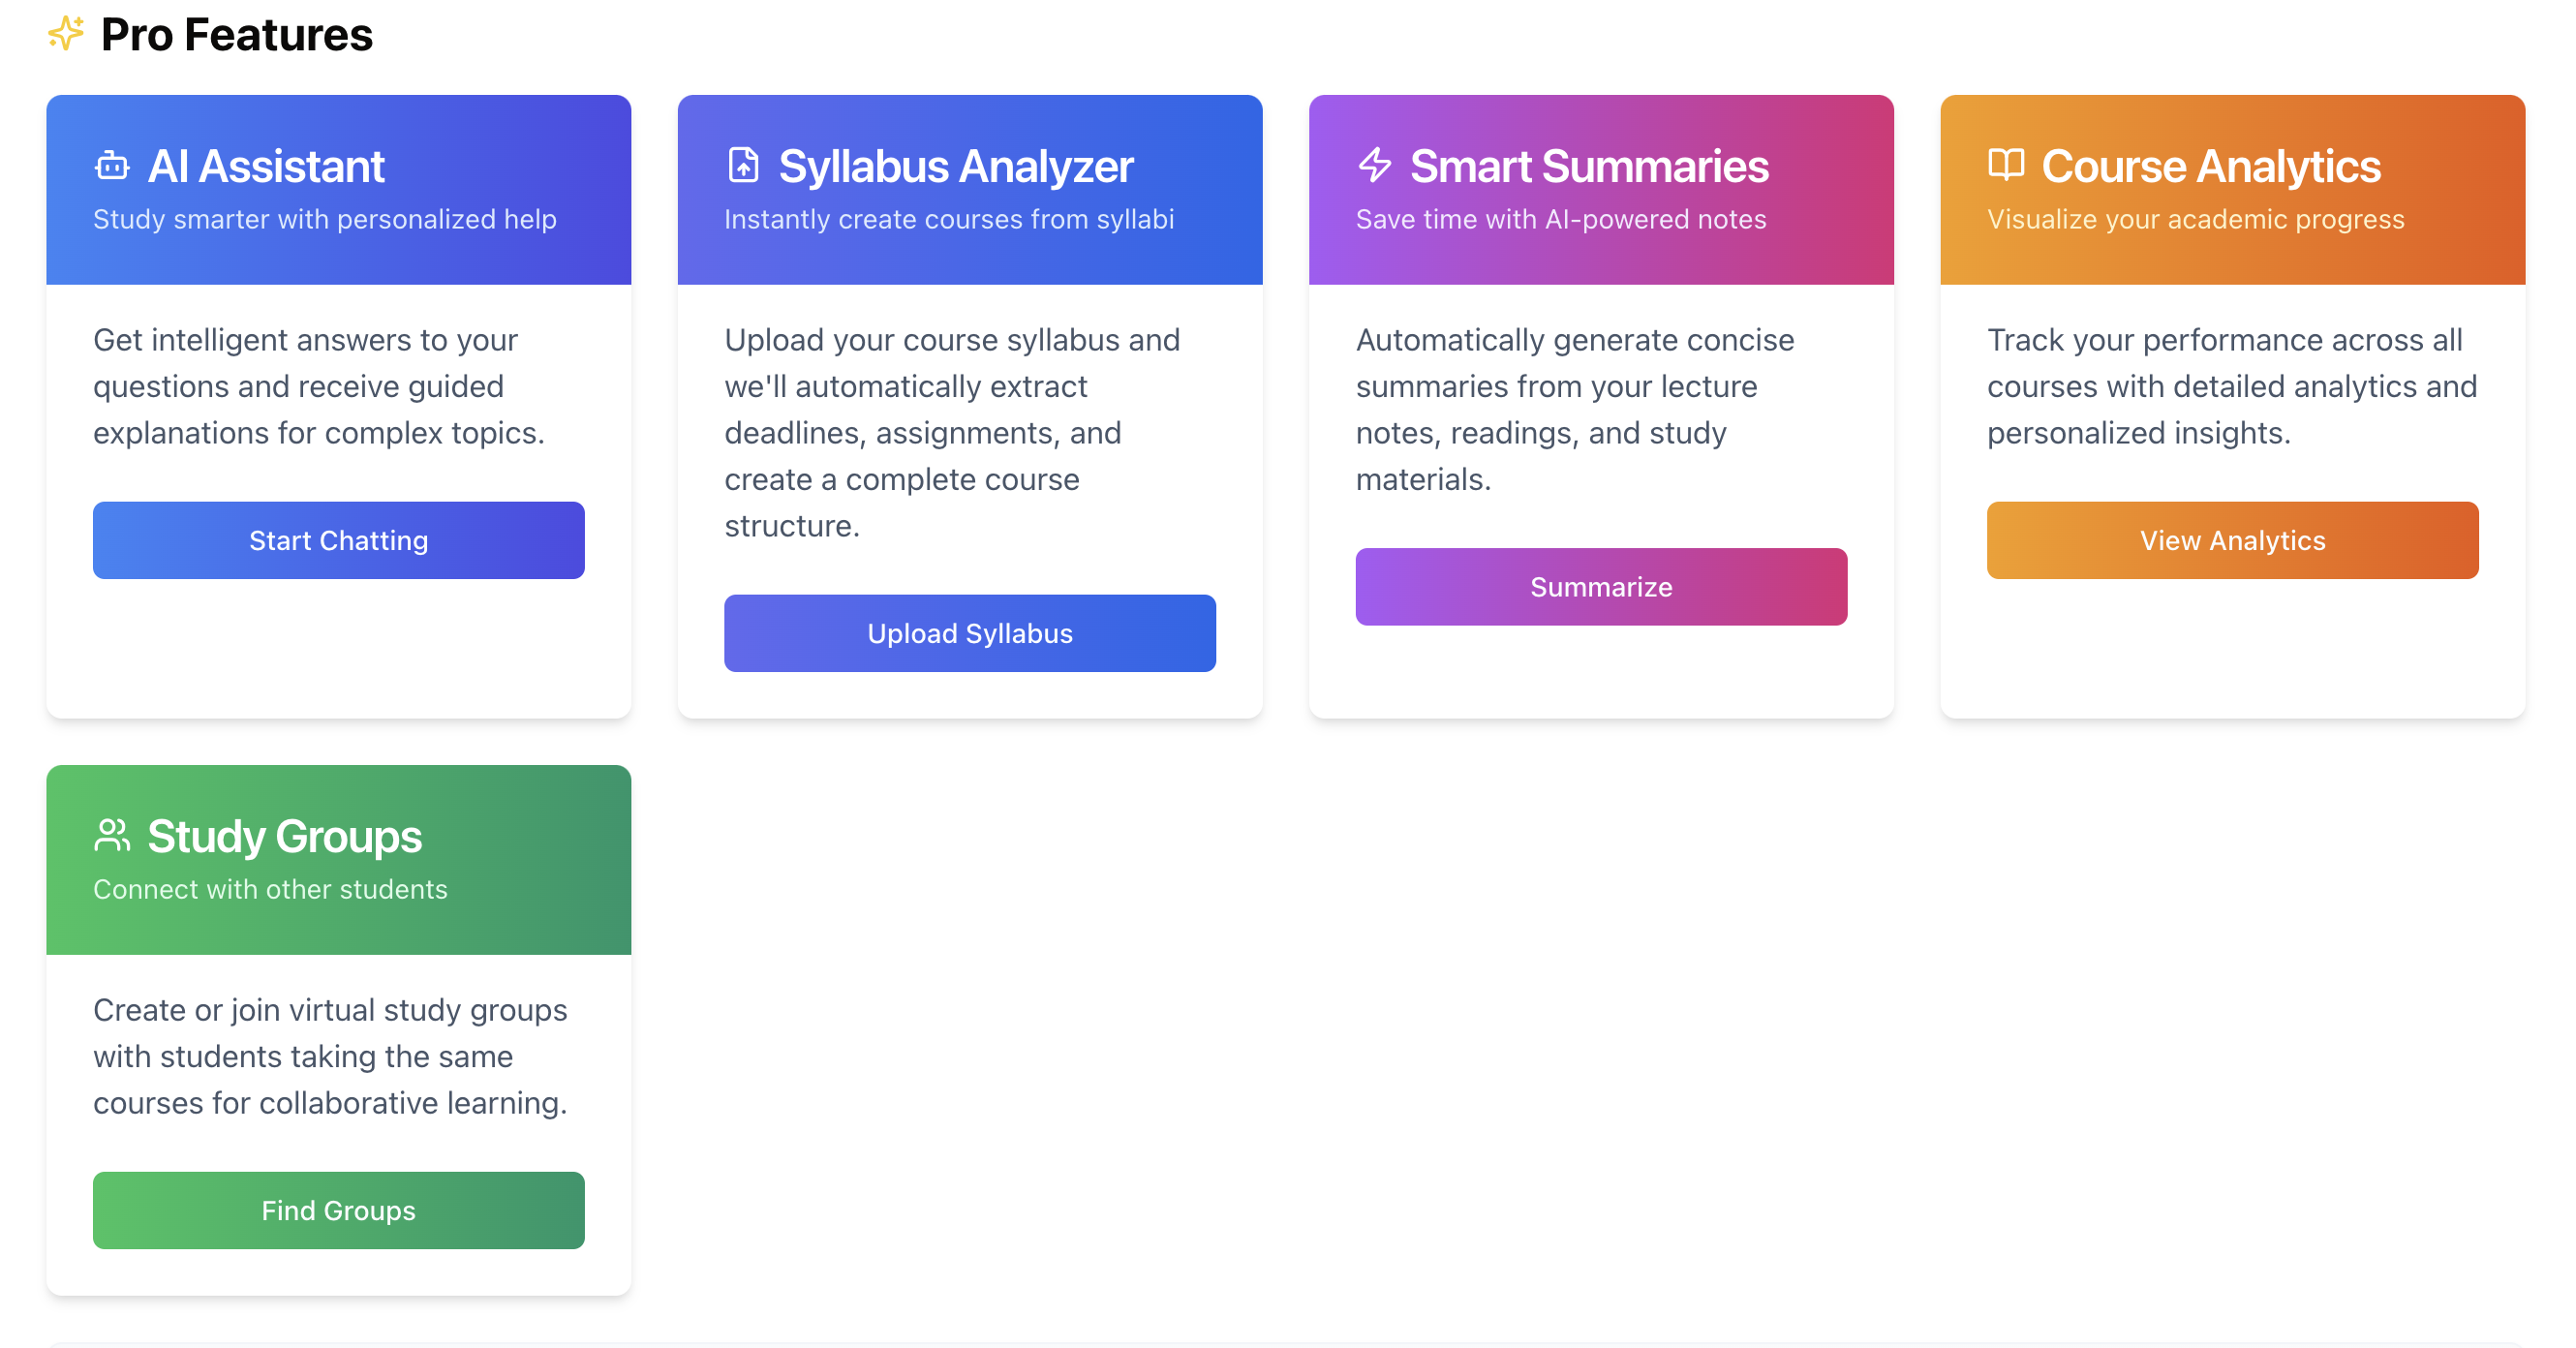 Pro Features
AI Assistant
Study smarter with personalized help
Get intelligent answers to your
questions and receive guided
explanations for complex topics.
Start Chatting
Syllabus Analyzer
Instantly create courses from syllabi
Upload your course syllabus and
we'll automatically extract
deadlines, assignments, and
create a complete course
structure.
Upload Syllabus
Smart Summaries
Save time with AI-powered notes
Automatically generate concise
summaries from your lecture
notes, readings, and study
materials.
Summarize
Course Analytics
Visualize your academic progress
Track your performance across all
courses with detailed analytics and
personalized insights.
View Analytics
Study Groups
Connect with other students
Create or join virtual study groups
with students taking the same
courses for collaborative learning.
Find Groups